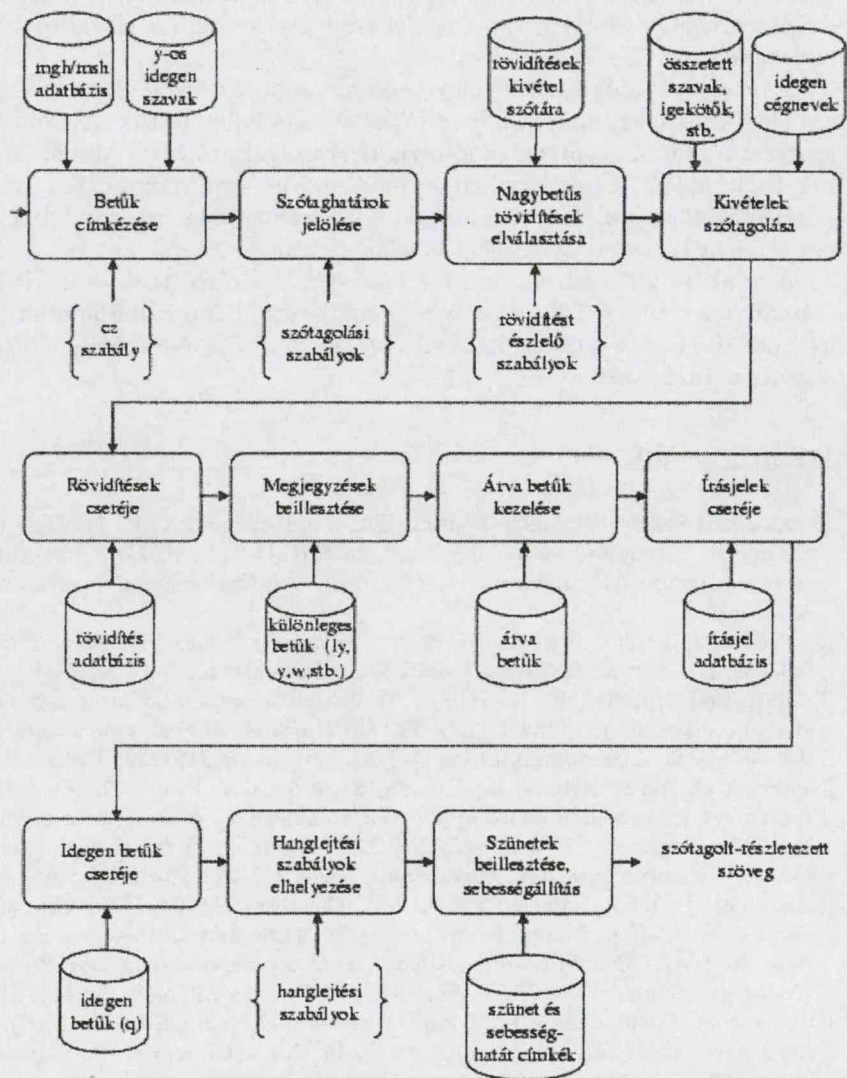 mgh/msh
adatbázis
y-os
idegen
szavak
rövidítések
kivétel
szótára
összetett
szavak,
igekötők,
stb.
idegen
cégnevek
Betűk
címkézése
Szótaghatárok
jelölése
Nagybetűs
rövidítések
elválasztása
Kivételek
szótagolása
cz
szabály
szótagolási
szabályok
rövidítést
észlelő
szabályok
Rövidítések
cseréje
Megjegyzések
beillesztése
Árva betűk
kezelése
Írásjelek
cseréje
rövidítés
adatbázis
különleges
betűk (ly,
y,w,stb.)
árva
betűk
írásjel
adatbázis
Idegen betűk
cseréje
Hanglejtési
szabályok
elhelyezése
Szünetek
beillesztése,
sebességállítás
szótagolt-részletezett
szöveg
idegen
betűk (q)
hanglejtési
szabályok
szünet és
sebesség-
határ címkék